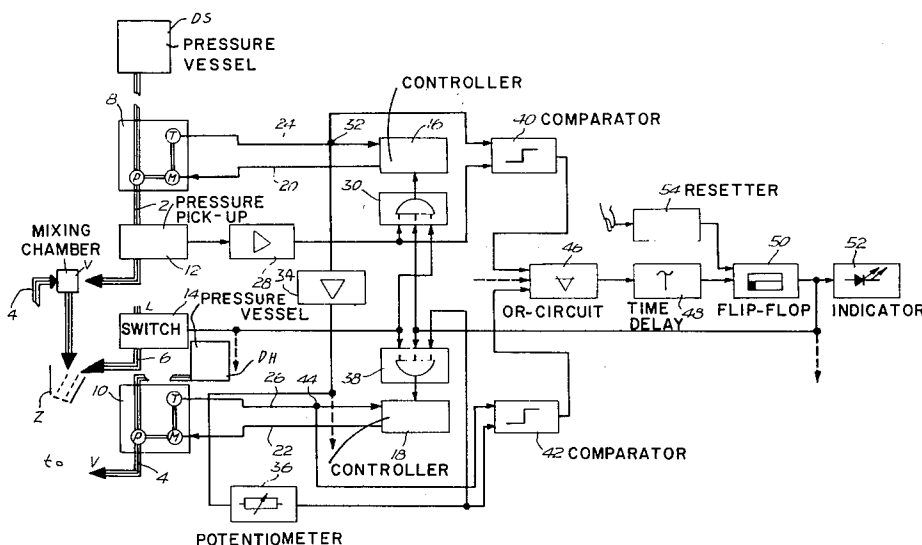 DS
PRESSURE
VESSEL
CONTROLLER
8
T
24
32
16
40
COMPARATOR
P
M
20
30
54
RESETTER
2
PRESSURE
PICK-UP
MIXING
CHAMBER
V
12
28
34
46
50
52
4
L
14
PRESSURE
VESSEL
OR-CIRCUIT
TIME
DELAY
48
FLIP-FLOP
INDICATOR
SWITCH
6
38
Z
DH
10
T
26
44
P
M
18
22
42
COMPARATOR
to V
4
CONTROLLER
36
POTENTIOMETER